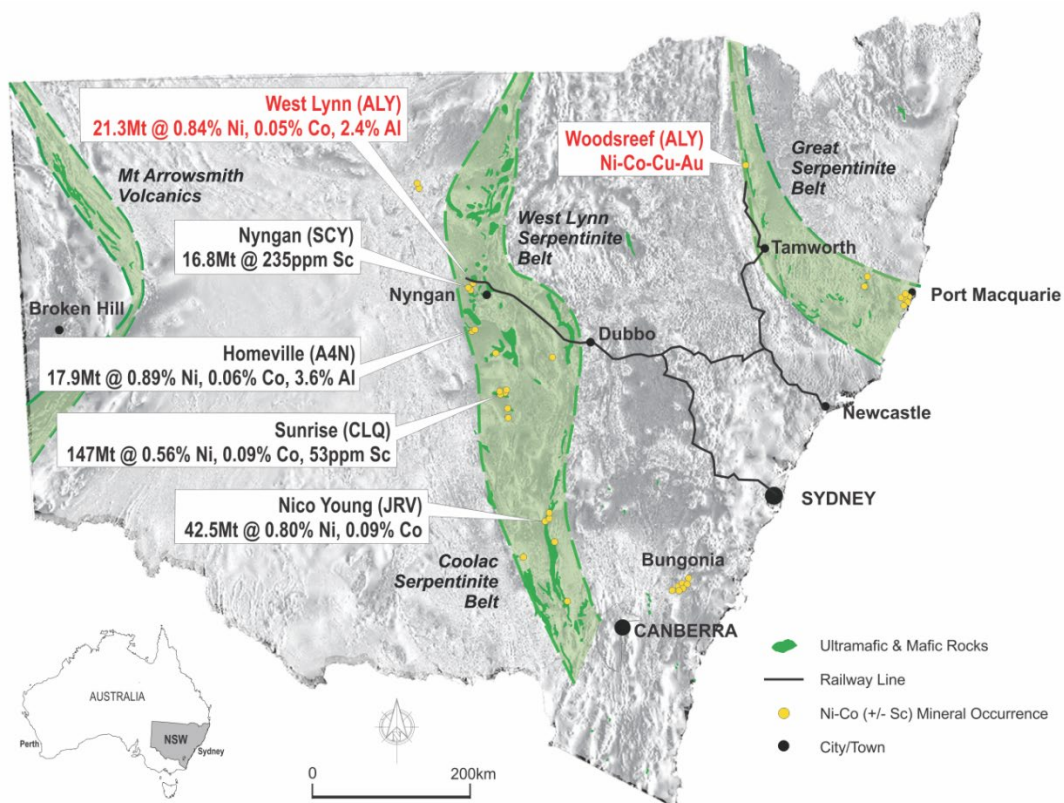 West Lynn (ALY)
21.3Mt @ 0.84% Ni, 0.05% Co, 2.4% Al
Woodsreef (ALY)
Ni-Co-Cu-Au
Great
Serpentinite
Belt
Mt Arrowsmith
Volcanics
West Lynn
Serpentinite
Belt
Nyngan (SCY)
16.8Mt @ 235ppm Sc
Tamworth
Nyngan
Port Macquarie
Broken Hill
Dubbo
Homeville (A4N)
17.9Mt @ 0.89% Ni, 0.06% Co, 3.6% Al
Newcastle
Sunrise (CLQ)
147Mt @ 0.56% Ni, 0.09% Co, 53ppm Sc
SYDNEY
Nico Young (JRV)
42.5Mt @ 0.80% Ni, 0.09% Co
Bungonia
Coolac
Serpentinite
Belt
CANBERRA
Ultramafic & Mafic Rocks
Railway Line
Ni-Co (+/- Sc) Mineral Occurrence
City/Town
AUSTRALIA
Perth
NSW
Sydney
0
200km